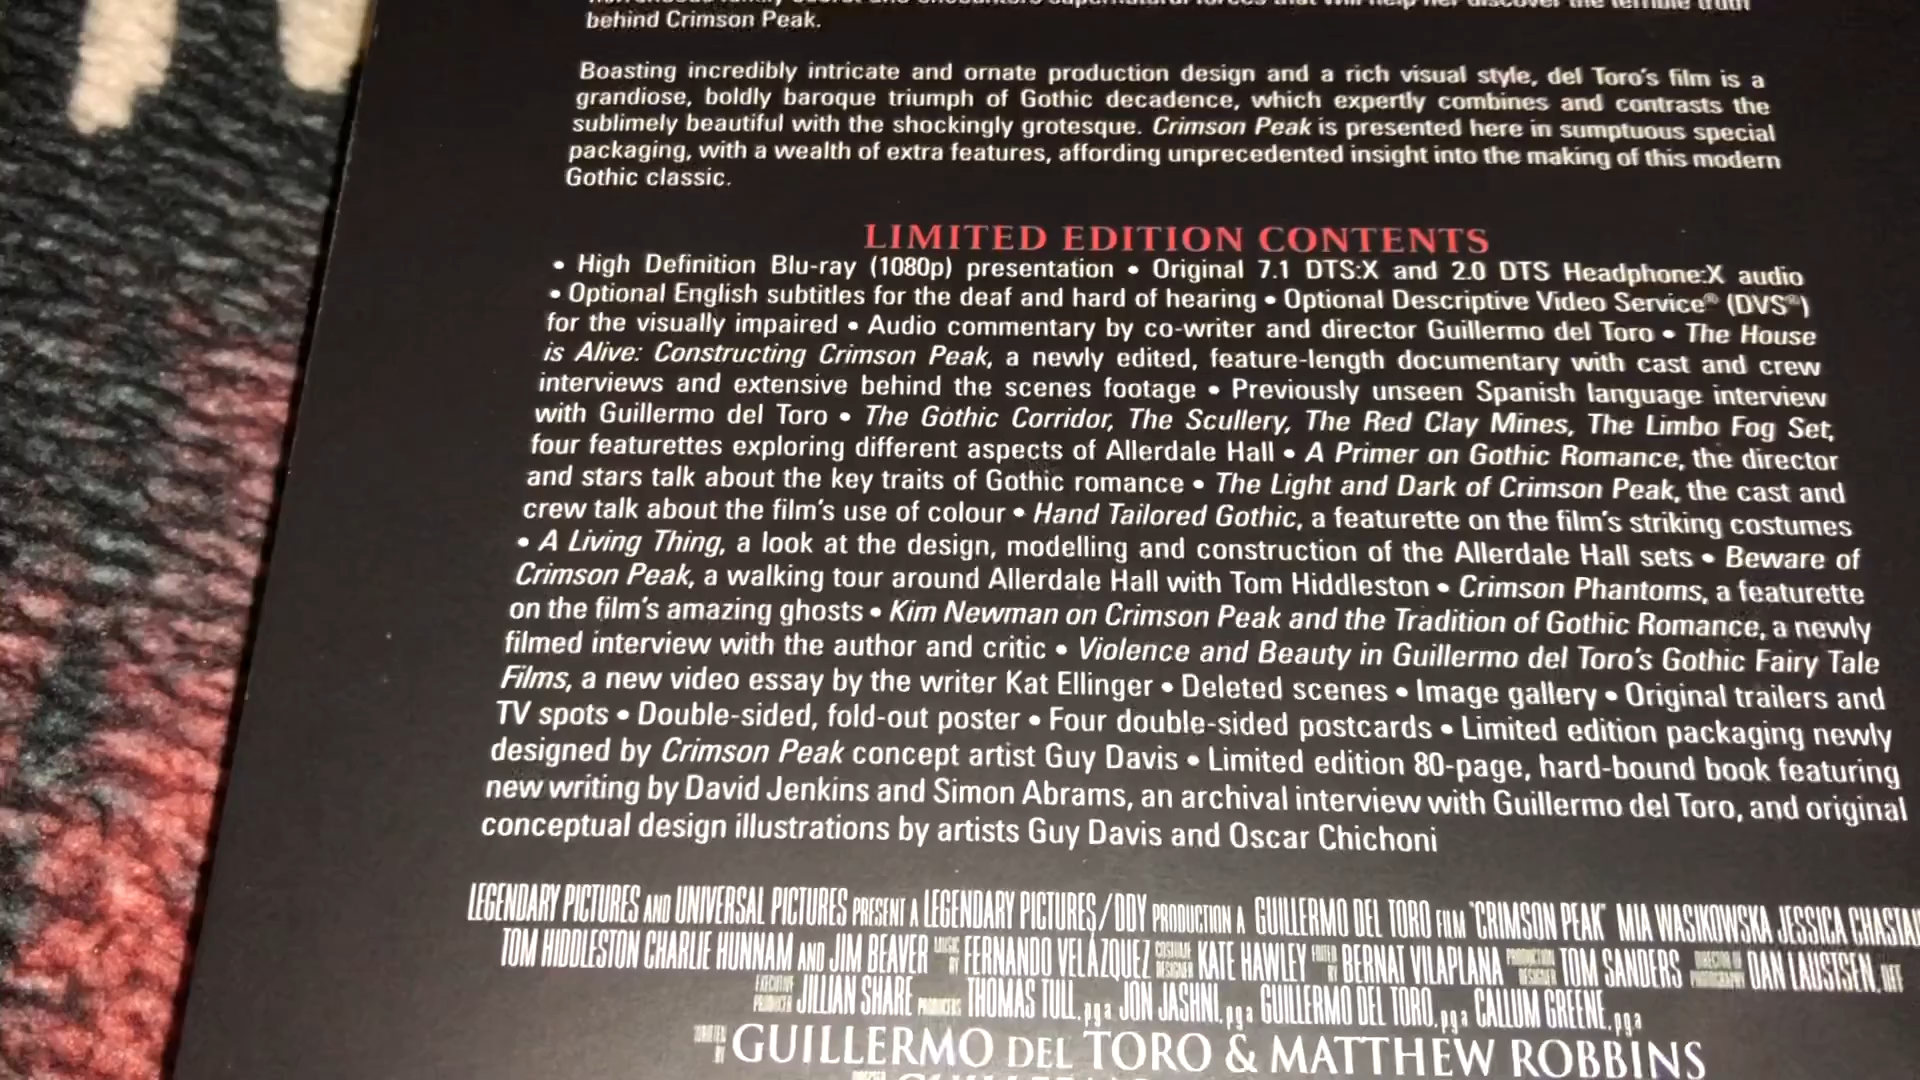 behind Crimson Peak.
Boasting incredibly intricate and ornate production design and a rich visual style, del Toro's film is a
grandiose, boldly baroque triumph of Gothic decadence, which expertly combines and contrasts the
sublimely beautiful with the shockingly grotesque. Crimson Peak is presented here in sumptuous special
packaging, with a wealth of extra features, affording unprecedented insight into the making of this modern
Gothic classic.
LIMITED EDITION CONTENTS
• High Definition Blu-ray (1080p) presentation • Original 7.1 DTS:X and 2.0 DTS Headphone:X audio
• Optional English subtitles for the deaf and hard of hearing • Optional Descriptive Video Service® (DVS®)
for the visually impaired • Audio commentary by co-writer and director Guillermo del Toro • The House
is Alive: Constructing Crimson Peak, a newly edited, feature-length documentary with cast and crew
interviews and extensive behind the scenes footage • Previously unseen Spanish language interview
with Guillermo del Toro • The Gothic Corridor, The Scullery, The Red Clay Mines, The Limbo Fog Set,
four featurettes exploring different aspects of Allerdale Hall • A Primer on Gothic Romance, the director
and stars talk about the key traits of Gothic romance • The Light and Dark of Crimson Peak, the cast and
crew talk about the film's use of colour • Hand Tailored Gothic, a featurette on the film's striking costumes
• A Living Thing, a look at the design, modelling and construction of the Allerdale Hall sets • Beware of
Crimson Peak, a walking tour around Allerdale Hall with Tom Hiddleston • Crimson Phantoms, a featurette
on the film's amazing ghosts • Kim Newman on Crimson Peak and the Tradition of Gothic Romance, a newly
filmed interview with the author and critic • Violence and Beauty in Guillermo del Toro's Gothic Fairy Tale
Films, a new video essay by the writer Kat Ellinger • Deleted scenes • Image gallery • Original trailers and
TV spots • Double-sided, fold-out poster • Four double-sided postcards • Limited edition packaging newly
designed by Crimson Peak concept artist Guy Davis • Limited edition 80-page, hard-bound book featuring
new writing by David Jenkins and Simon Abrams, an archival interview with Guillermo del Toro, and original
conceptual design illustrations by artists Guy Davis and Oscar Chichoni
LEGENDARY PICTURES AND UNIVERSAL PICTURES PRESENT A LEGENDARY PICTURES/DDY PRODUCTION A GUILLERMO DEL TORO FILM "CRIMSON PEAK" MIA WASIKOWSKA JESSICA CHASTAI
TOM HIDDLESTON CHARLIE HUNNAM AND JIM BEAVER MUSIC BY FERNANDO VELÁZQUEZ COSTUME DESIGNER KATE HAWLEY EDITED BY BERNAT VILAPLANA PRODUCTION DESIGNER TOM SANDERS DIRECTOR OF PHOTOGRAPHY DAN LAUSTSEN, DFF
EXECUTIVE PRODUCER JILLIAN SHARE PRODUCERS THOMAS TULL, p.g.a JON JASHNI, p.g.a GUILLERMO DEL TORO, p.g.a CALLUM GREENE, p.g.a
WRITTEN BY GUILLERMO DEL TORO & MATTHEW ROBBINS